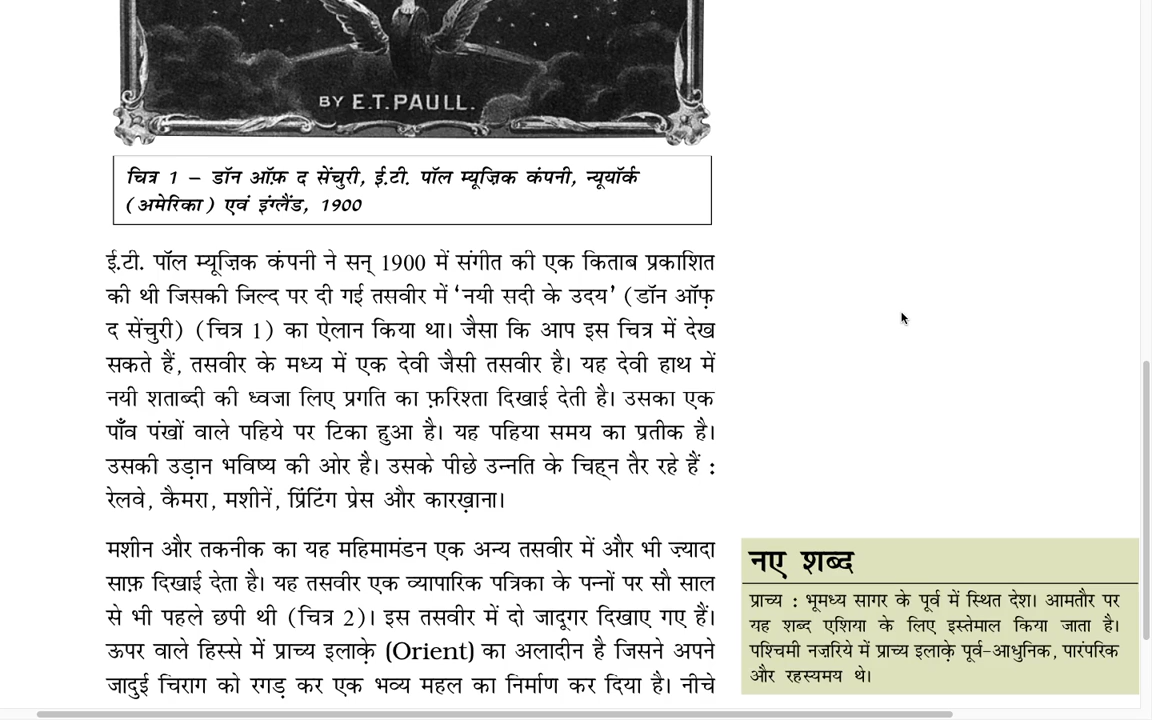 BY E.T. PAULL.
चित्र 1 – डॉन ऑफ़ द सेंचुरी, ई.टी. पॉल म्यूज़िक कंपनी, न्यूयॉर्क
(अमेरिका) एवं इंग्लैंड, 1900
ई.टी. पॉल म्यूज़िक कंपनी ने सन् 1900 में संगीत की एक किताब प्रकाशित
की थी जिसकी जिल्द पर दी गई तसवीर में ‘नयी सदी के उदय’ (डॉन ऑफ़
द सेंचुरी) (चित्र 1) का ऐलान किया था। जैसा कि आप इस चित्र में देख
सकते हैं, तसवीर के मध्य में एक देवी जैसी तसवीर है। यह देवी हाथ में
नयी शताब्दी की ध्वजा लिए प्रगति का फ़रिश्ता दिखाई देती है। उसका एक
पाँव पंखों वाले पहिये पर टिका हुआ है। यह पहिया समय का प्रतीक है।
उसकी उड़ान भविष्य की ओर है। उसके पीछे उन्नति के चिह्न तैर रहे हैं :
रेलवे, कैमरा, मशीनें, प्रिंटिंग प्रेस और कारख़ाना।
मशीन और तकनीक का यह महिमामंडन एक अन्य तसवीर में और भी ज़्यादा
साफ़ दिखाई देता है। यह तसवीर एक व्यापारिक पत्रिका के पन्नों पर सौ साल
से भी पहले छपी थी (चित्र 2)। इस तसवीर में दो जादूगर दिखाए गए हैं।
ऊपर वाले हिस्से में प्राच्य इलाक़े (Orient) का अलादीन है जिसने अपने
जादुई चिराग को रगड़ कर एक भव्य महल का निर्माण कर दिया है। नीचे
नए शब्द
प्राच्य : भूमध्य सागर के पूर्व में स्थित देश। आमतौर पर
यह शब्द एशिया के लिए इस्तेमाल किया जाता है।
पश्चिमी नज़रिये में प्राच्य इलाक़े पूर्व-आधुनिक, पारंपरिक
और रहस्यमय थे।